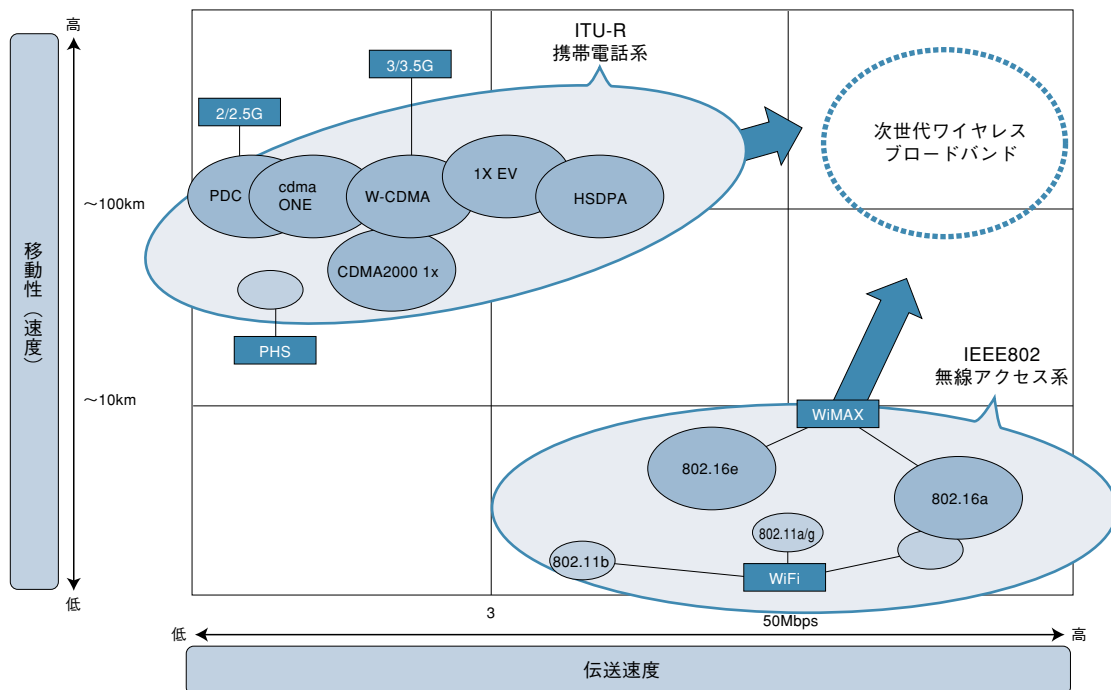 高
ITU-R
携帯電話系
3/3.5G
2/2.5G
次世代ワイヤレス
ブロードバンド
PDC
cdma
ONE
W-CDMA
1X EV
HSDPA
～100km
CDMA2000 1x
移動性（速度）
PHS
IEEE802
無線アクセス系
～10km
WiMAX
802.16e
802.16a
802.11a/g
802.11b
WiFi
低
3
50Mbps
低
高
伝送速度